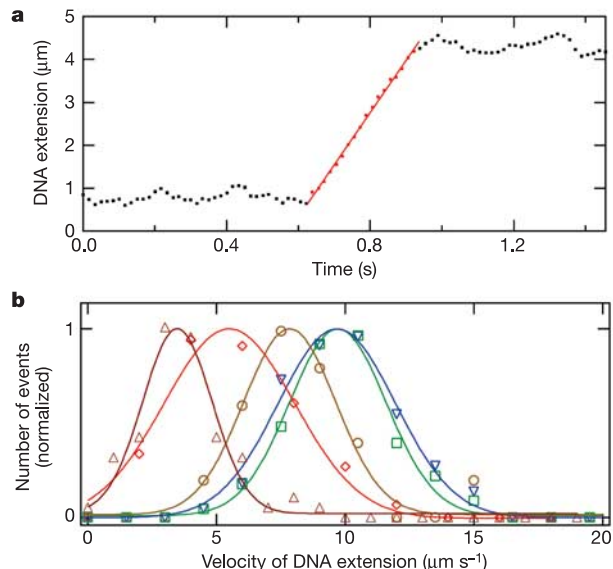 a
DNA extension (μm)
5
4
3
2
1
0
0.0 0.4 0.8 1.2
Time (s)
b
Number of events
(normalized)
1
0
0 5 10 15 20
Velocity of DNA extension (μm s⁻¹)